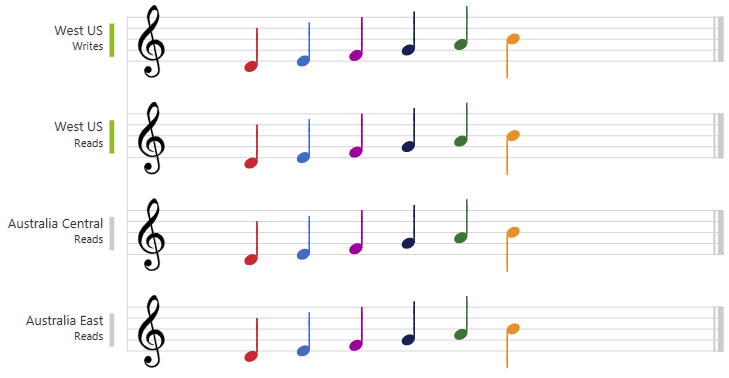 West US
Writes
West US
Reads
Australia Central
Reads
Australia East
Reads